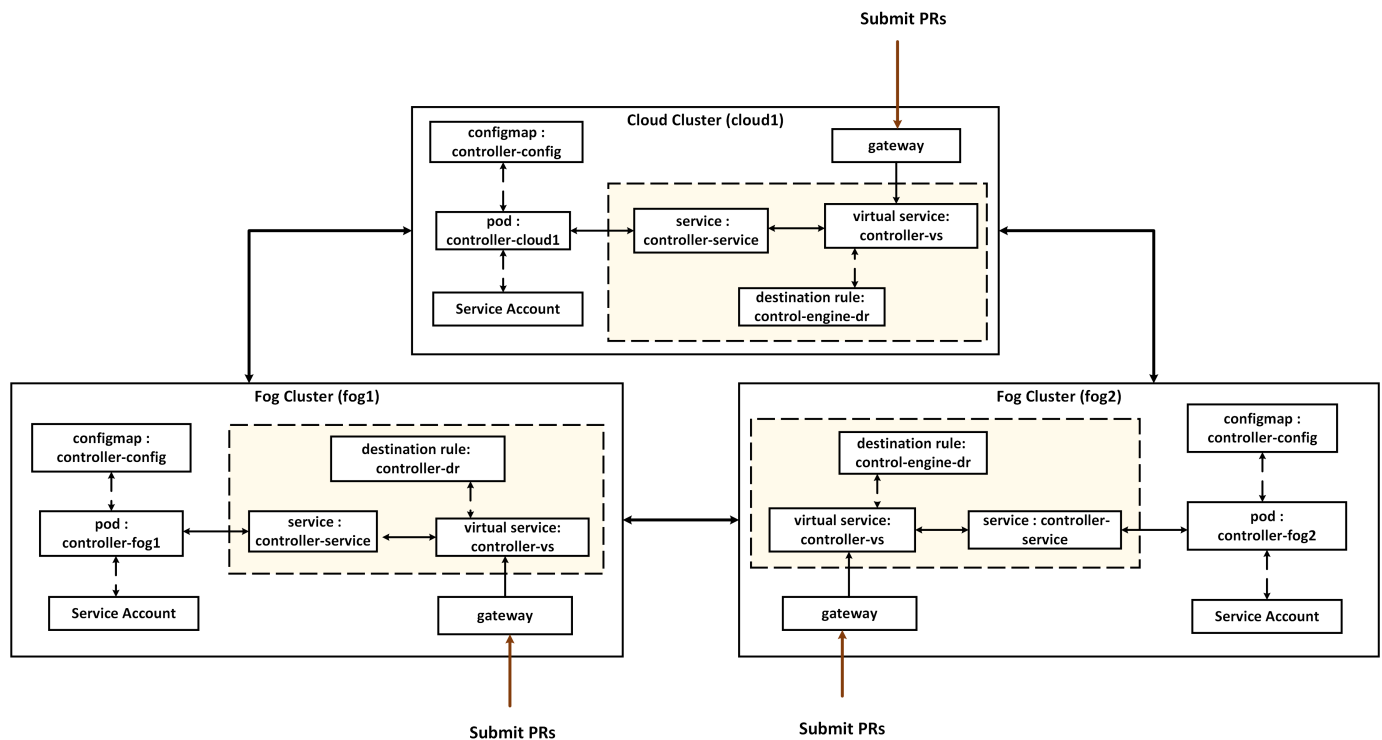 Submit PRs
Cloud Cluster (cloud1)
configmap :
controller-config
gateway
pod :
controller-cloud1
service :
controller-service
virtual service:
controller-vs
Service Account
destination rule:
control-engine-dr
Fog Cluster (fog1)
configmap :
controller-config
destination rule:
controller-dr
pod :
controller-fog1
service :
controller-service
virtual service:
controller-vs
Service Account
gateway
Submit PRs
Fog Cluster (fog2)
destination rule:
control-engine-dr
configmap :
controller-config
virtual service:
controller-vs
service : controller-
service
pod :
controller-fog2
gateway
Service Account
Submit PRs